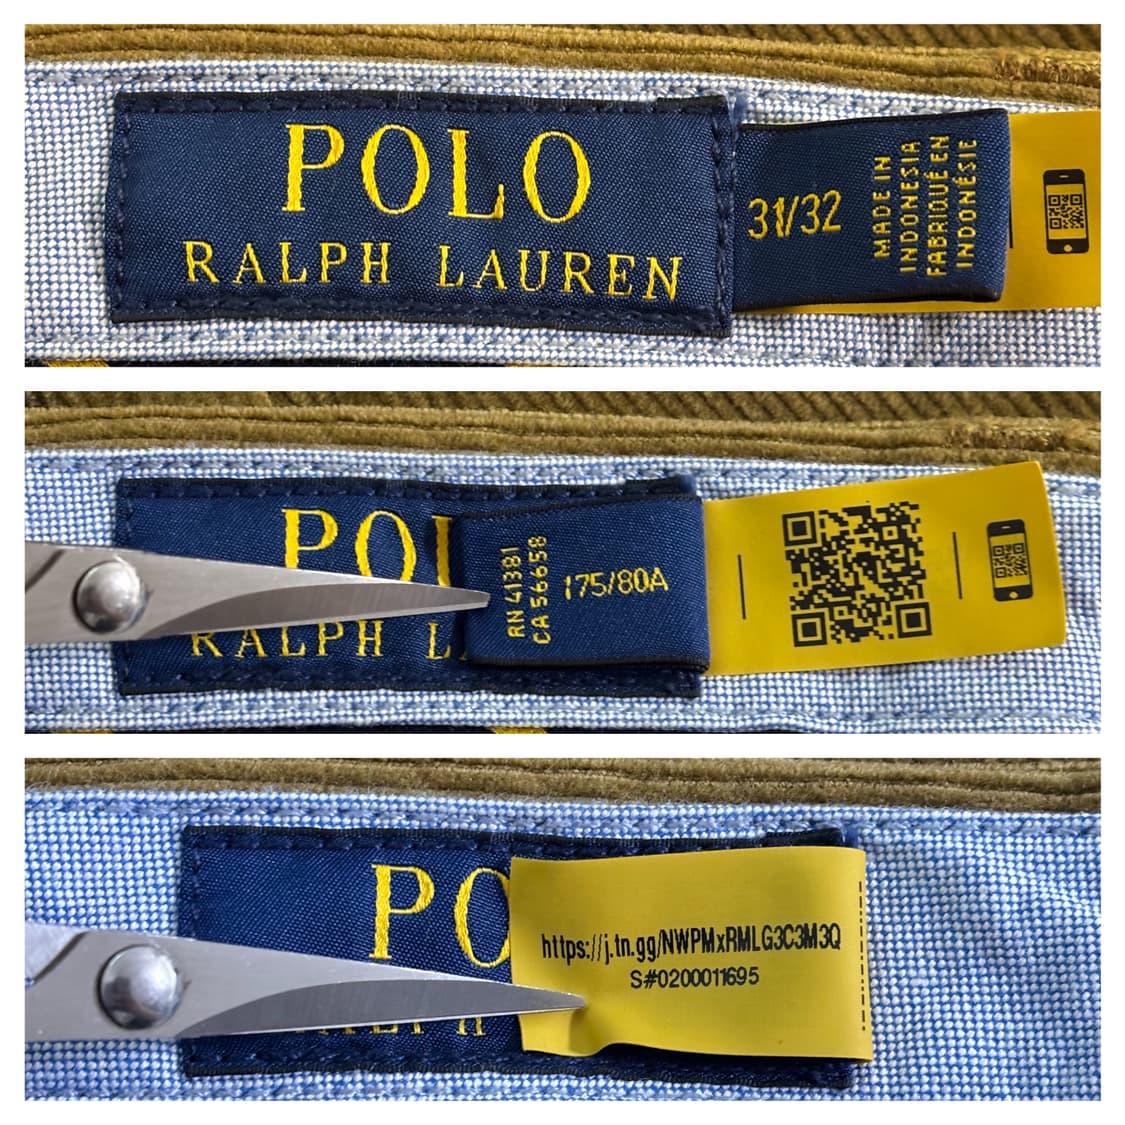 POLO
RALPH LAUREN
31/32
MADE IN
INDONESIA
FABRIQUÉ EN
INDONÉSIE
RN 41381
CA 56658
175/80A
RALPH L
PO
https://j.tn.gg/NWPMxRMLG3C3M3Q
S#0200011695